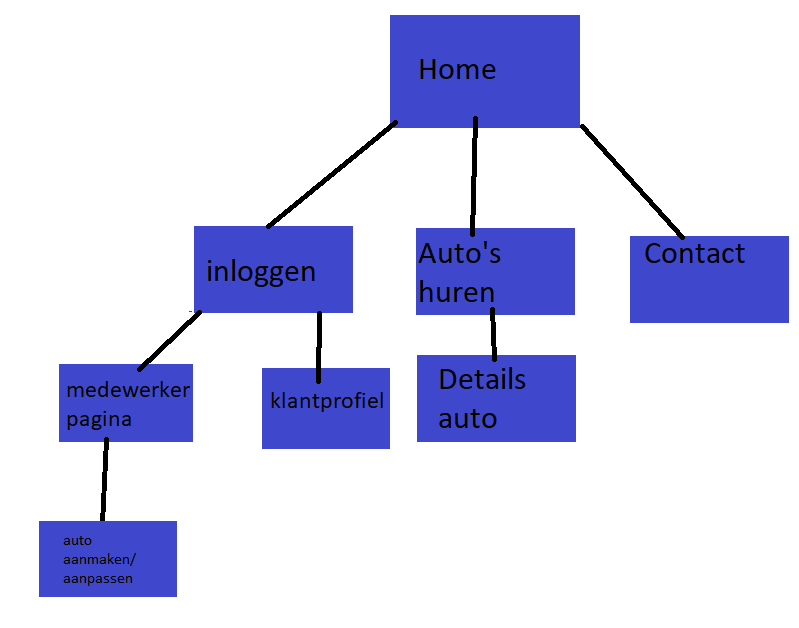 Home
inloggen
Auto's
huren
Contact
medewerker
pagina
klantprofiel
Details
auto
auto
aanmaken/
aanpassen